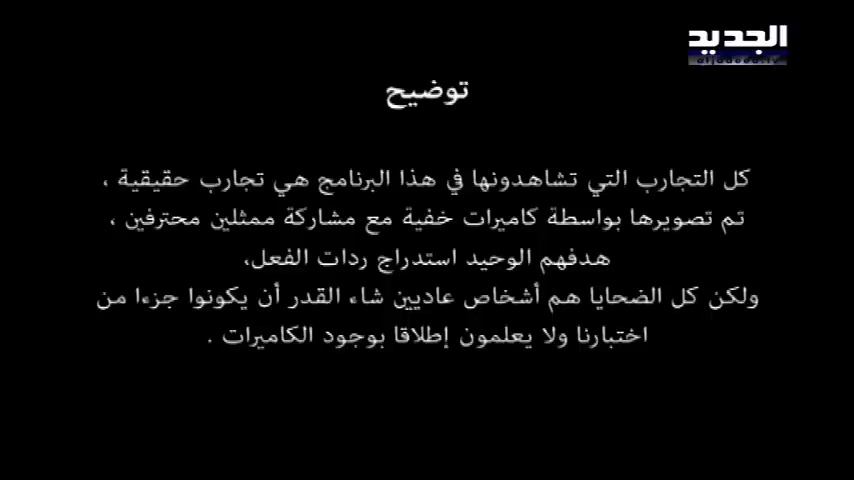 الجديد
aljadeed.tv
توضيح
كل التجارب التي تشاهدونها في هذا البرنامج هي تجارب حقيقية ،
تم تصويرها بواسطة كاميرات خفية مع مشاركة ممثلين محترفين ،
هدفهم الوحيد استدراج ردات الفعل،
ولكن كل الضحايا هم أشخاص عاديين شاء القدر أن يكونوا جزءا من
اختبارنا ولا يعلمون إطلاقا بوجود الكاميرات .